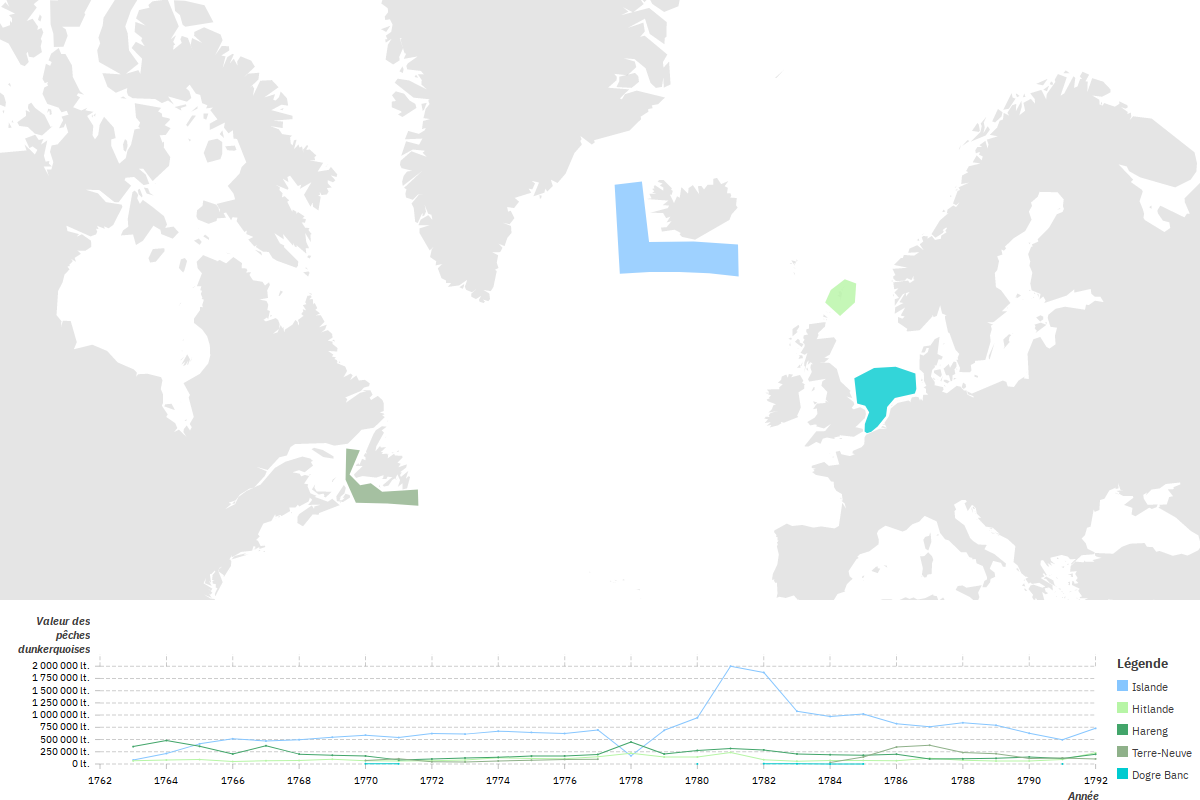 Valeur des
pêches
dunkerquoises
2 000 000 lt.
1 750 000 lt.
1 500 000 lt.
1 250 000 lt.
1 000 000 lt.
750 000 lt.
500 000 lt.
250 000 lt.
0 lt.
1762 1764 1766 1768 1770 1772 1774 1776 1778 1780 1782 1784 1786 1788 1790 1792
Année
Légende
Islande
Hitlande
Hareng
Terre-Neuve
Dogre Banc